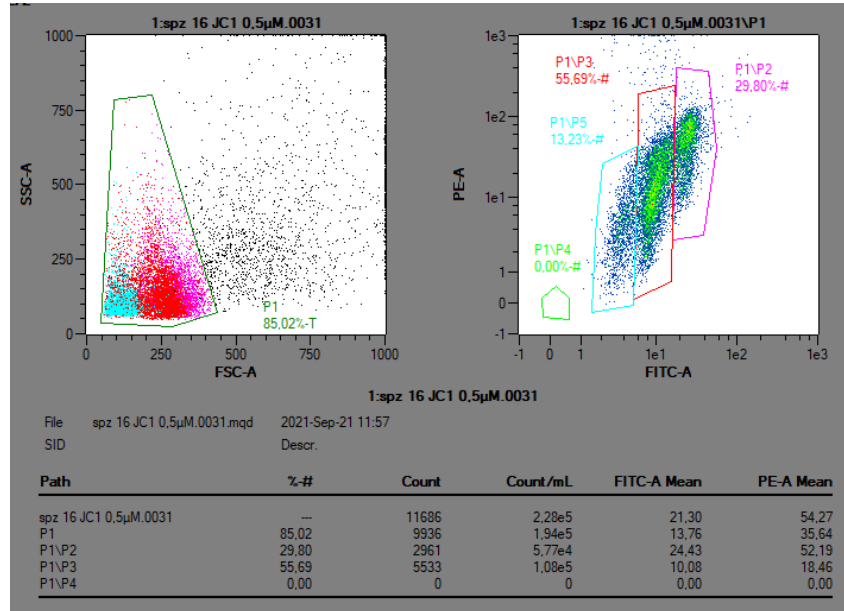 1:spz 16 JC1 0,5µM.0031
1000
750
500
250
0
SSC-A
P1
85,02%-T
0 250 500 750 1000
FSC-A
1:spz 16 JC1 0,5µM.0031\P1
1e3
1e2
1e1
1
0
-1
PE-A
P1\P3
55,69%-#
P1\P2
29,80%-#
P1\P5
13,23%-#
P1\P4
0,00%-#
-1 0 1 1e1 1e2 1e3
FITC-A
1:spz 16 JC1 0,5µM.0031
File spz 16 JC1 0,5µM.0031.mqd 2021-Sep-21 11:57
SID Descr.
Path %-# Count Count/mL FITC-A Mean PE-A Mean
spz 16 JC1 0,5µM.0031 --- 11686 2,28e5 21,30 54,27
P1 85,02 9936 1,94e5 13,76 35,64
P1\P2 29,80 2961 5,77e4 24,43 52,19
P1\P3 55,69 5533 1,08e5 10,08 18,46
P1\P4 0,00 0 0 0,00 0,00